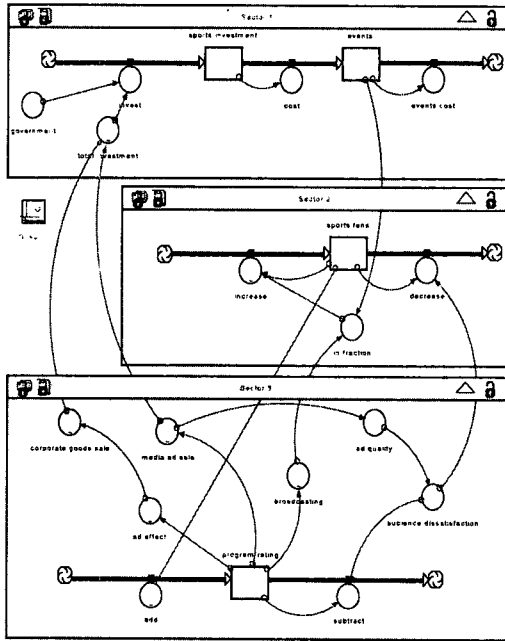 Sector 1
sports investment
events
invest
cost
events cost
government
total investment
Sector 2
sports fans
increase
decrease
in fraction
Sector 3
corporate goods sale
media ad sale
ad quality
broadcasting
audience dissatisfaction
ad effect
program rating
add
subtract